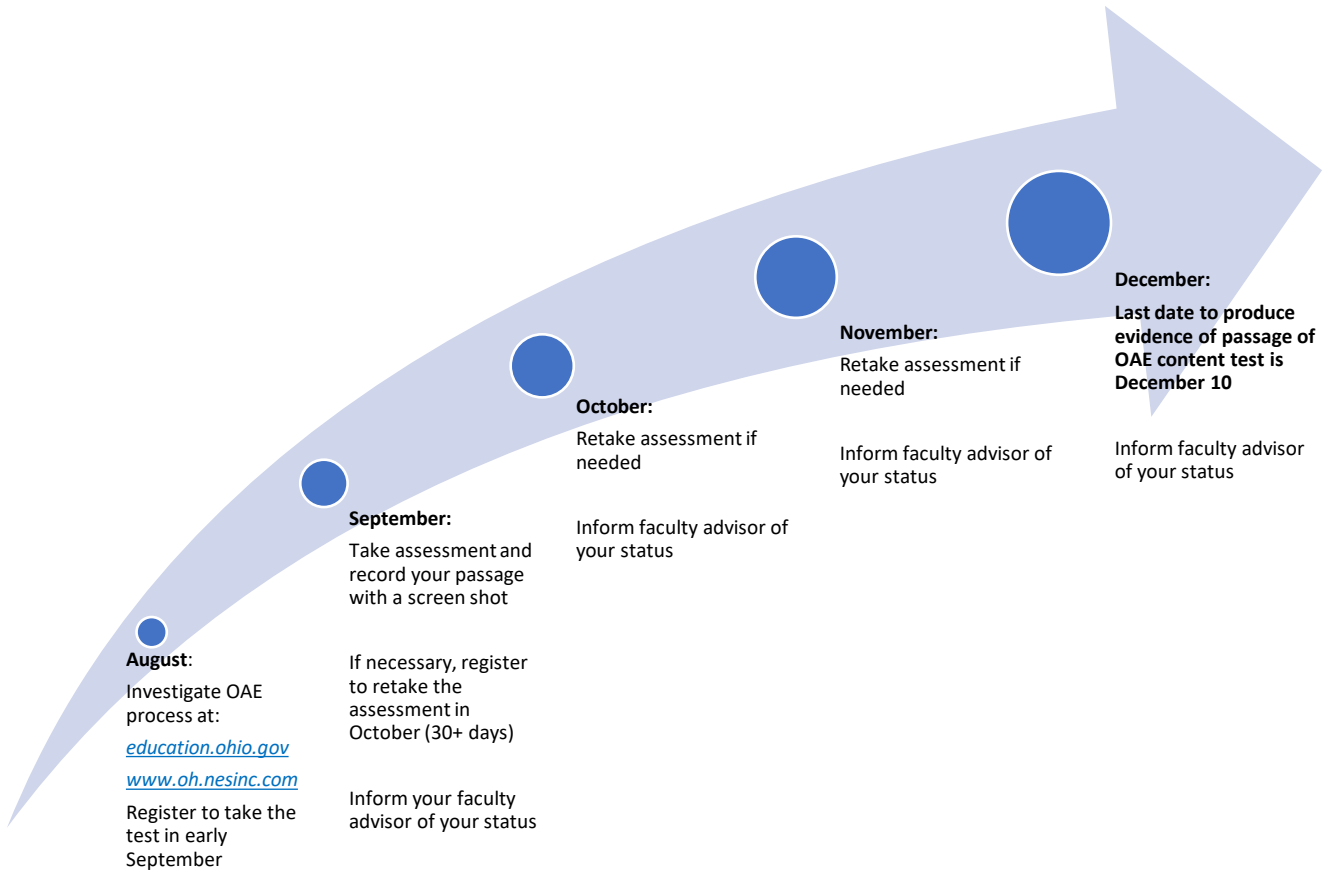 August:
Investigate OAE
process at:
education.ohio.gov
www.oh.nesinc.com
Register to take the
test in early
September
September:
Take assessment and
record your passage
with a screen shot
If necessary, register
to retake the
assessment in
October (30+ days)
Inform your faculty
advisor of your status
October:
Retake assessment if
needed
Inform faculty advisor of
your status
November:
Retake assessment if
needed
Inform faculty advisor of
your status
December:
Last date to produce
evidence of passage of
OAE content test is
December 10
Inform faculty advisor
of your status